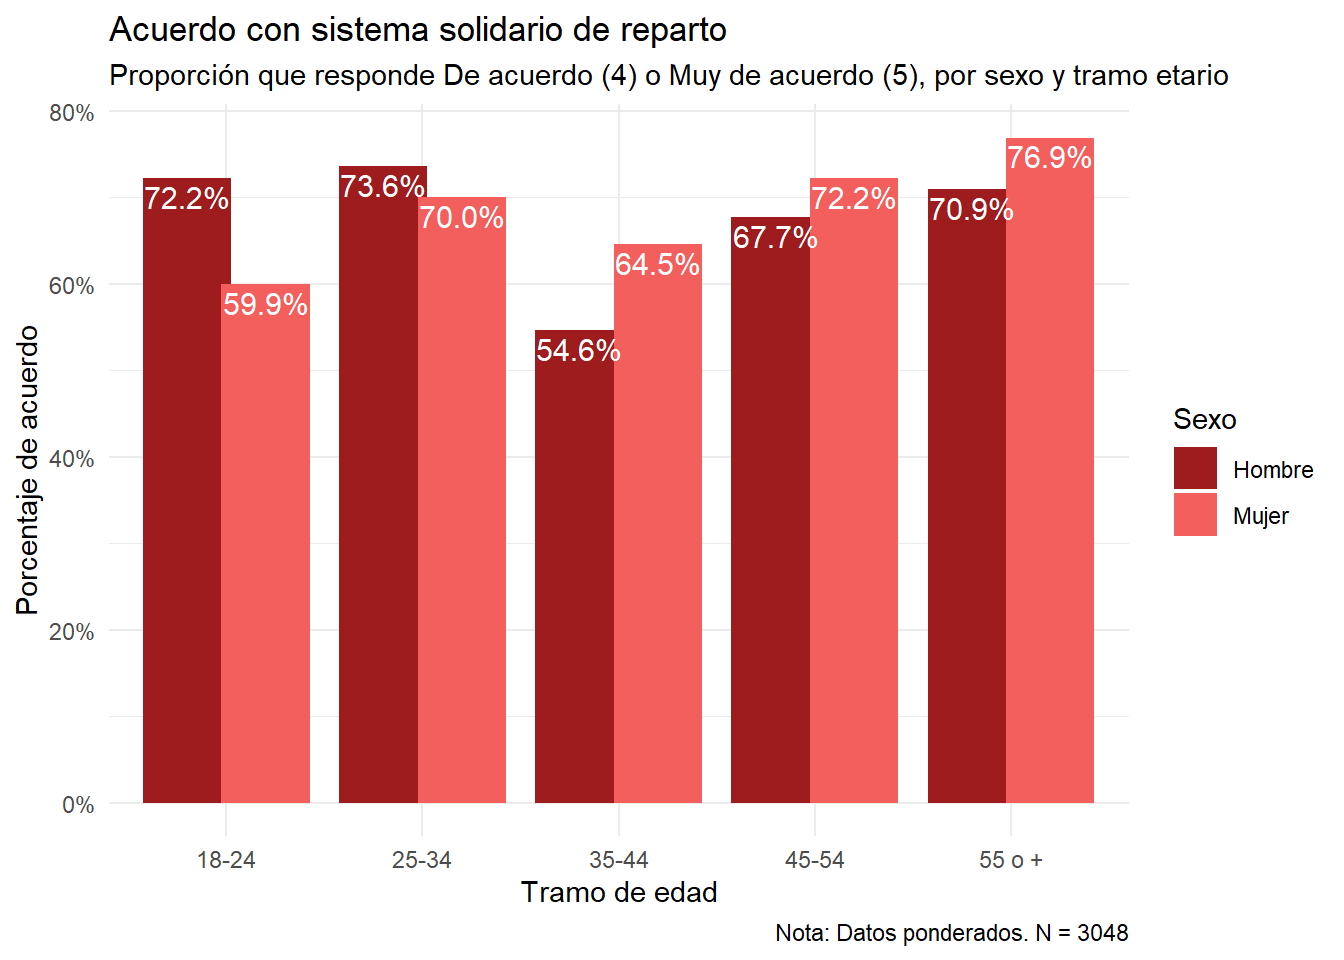 Acuerdo con sistema solidario de reparto
Proporción que responde De acuerdo (4) o Muy de acuerdo (5), por sexo y tramo etario
Porcentaje de acuerdo
80%
60%
40%
20%
0%
72.2%
59.9%
73.6%
70.0%
54.6%
64.5%
67.7%
72.2%
70.9%
76.9%
18-24
25-34
35-44
45-54
55 o +
Tramo de edad
Sexo
Hombre
Mujer
Nota: Datos ponderados. N = 3048